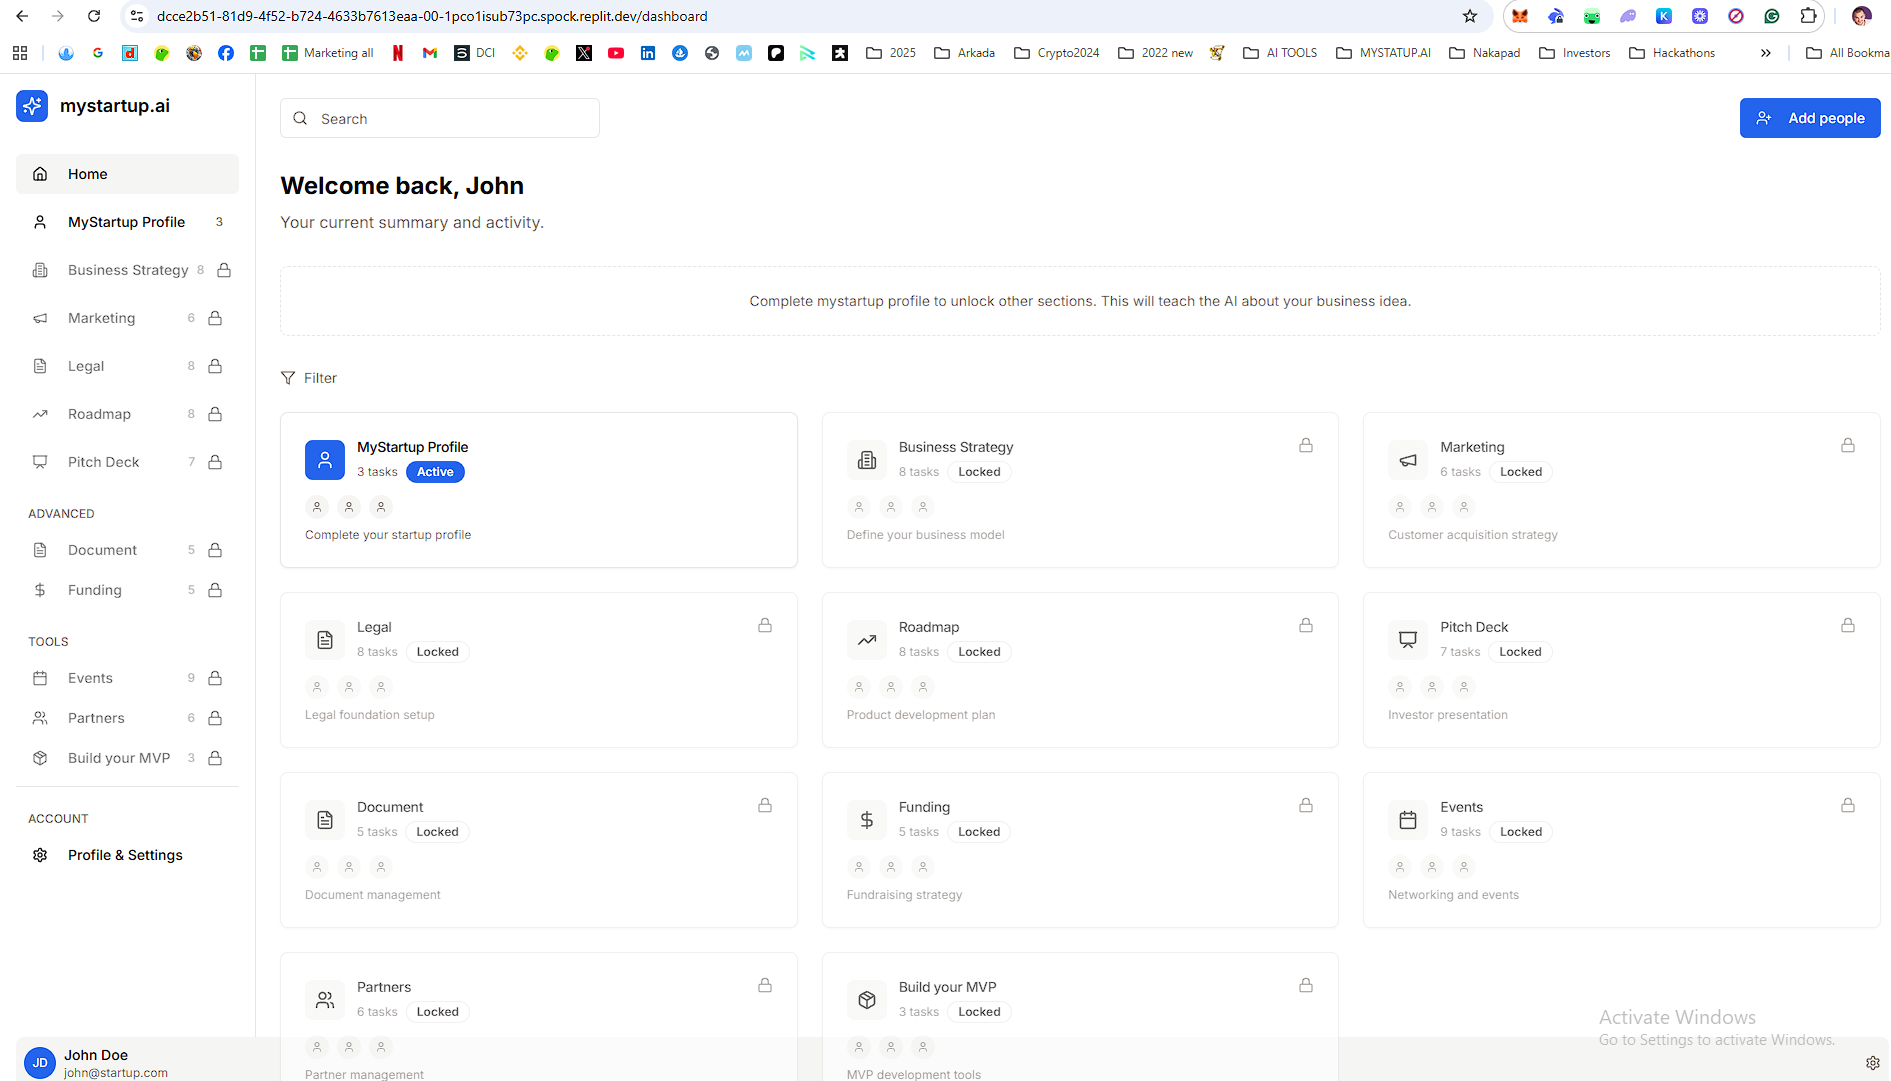 dcce2b51-81d9-4f52-b724-4633b7613eaa-00-1pco1isub73pc.spock.replit.dev/dashboard
Marketing all
DCI
2025
Arkada
Crypto2024
2022 new
AI TOOLS
MYSTATUP.AI
Nakapad
Investors
Hackathons
All Bookma
mystartup.ai
Search
Add people
Home
MyStartup Profile 3
Business Strategy 8
Marketing 6
Legal 8
Roadmap 8
Pitch Deck 7
ADVANCED
Document 5
Funding 5
TOOLS
Events 9
Partners 6
Build your MVP 3
ACCOUNT
Profile & Settings
JD
John Doe
john@startup.com
Welcome back, John
Your current summary and activity.
Complete mystartup profile to unlock other sections. This will teach the AI about your business idea.
Filter
MyStartup Profile
3 tasks Active
Complete your startup profile
Business Strategy
8 tasks Locked
Define your business model
Marketing
6 tasks Locked
Customer acquisition strategy
Legal
8 tasks Locked
Legal foundation setup
Roadmap
8 tasks Locked
Product development plan
Pitch Deck
7 tasks Locked
Investor presentation
Document
5 tasks Locked
Document management
Funding
5 tasks Locked
Fundraising strategy
Events
9 tasks Locked
Networking and events
Partners
6 tasks Locked
Partner management
Build your MVP
3 tasks Locked
MVP development tools
Activate Windows
Go to Settings to activate Windows.